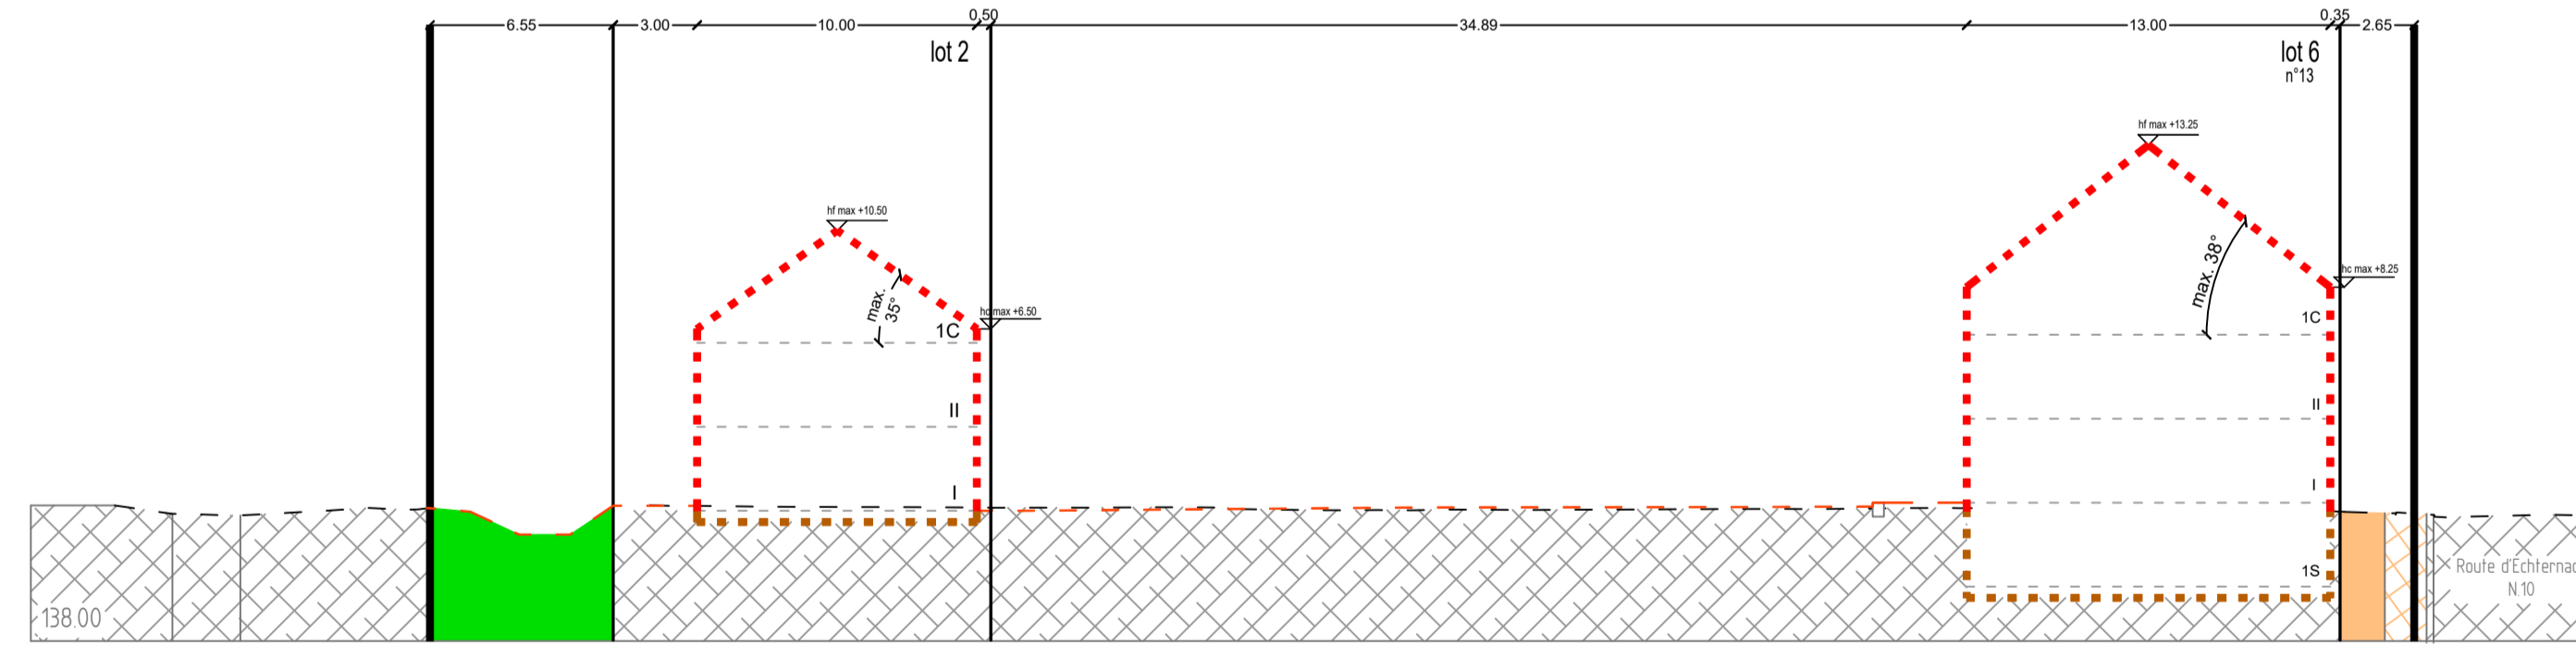 6.55
3.00
10.00
0.50
34.89
13.00
0.35
2.65
lot 2
lot 6
n°13
hf max +13.25
hf max +10.50
max. 38°
hc max +8.25
max.
35°
hc max +6.50
1C
1C
II
II
I
I
1S
138.00
Route d'Echternac
N.10